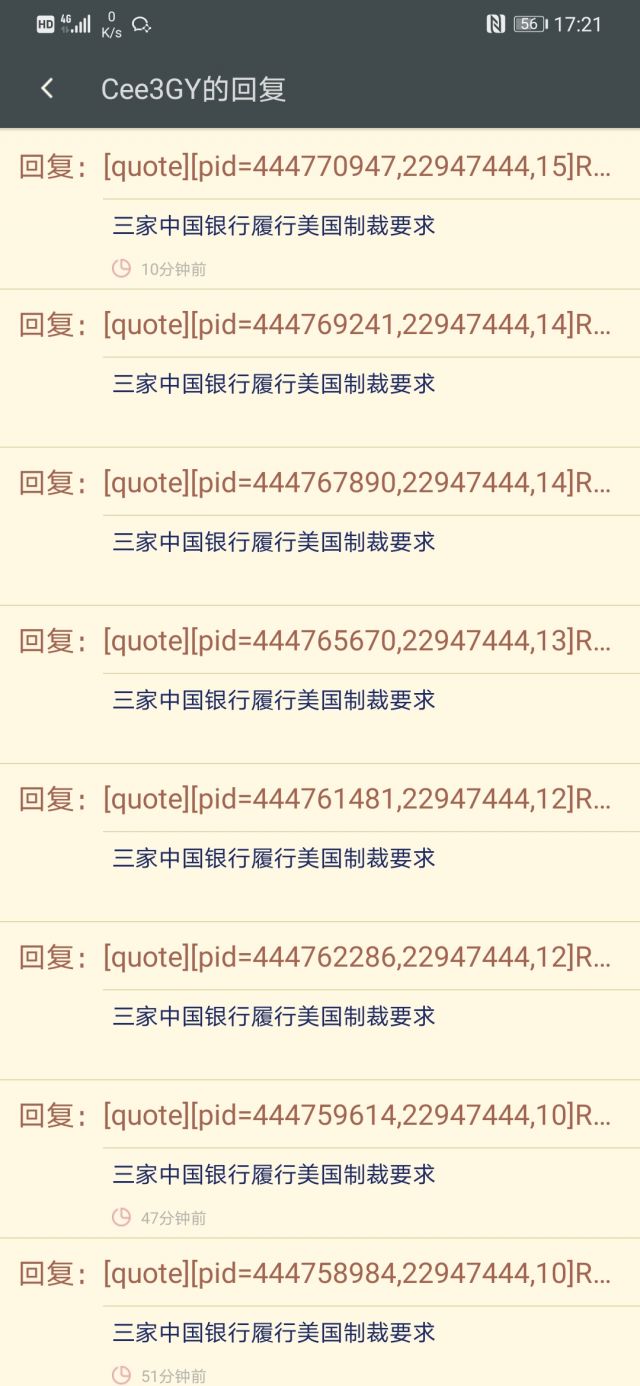 HD 4G 0 K/s 56 17:21
Cee3GY的回复
回复: [quote][pid=444770947,22947444,15]R...
三家中国银行履行美国制裁要求
10分钟前
回复: [quote][pid=444769241,22947444,14]R...
三家中国银行履行美国制裁要求
回复: [quote][pid=444767890,22947444,14]R...
三家中国银行履行美国制裁要求
回复: [quote][pid=444765670,22947444,13]R...
三家中国银行履行美国制裁要求
回复: [quote][pid=444761481,22947444,12]R...
三家中国银行履行美国制裁要求
回复: [quote][pid=444762286,22947444,12]R...
三家中国银行履行美国制裁要求
回复: [quote][pid=444759614,22947444,10]R...
三家中国银行履行美国制裁要求
47分钟前
回复: [quote][pid=444758984,22947444,10]R...
三家中国银行履行美国制裁要求
51分钟前